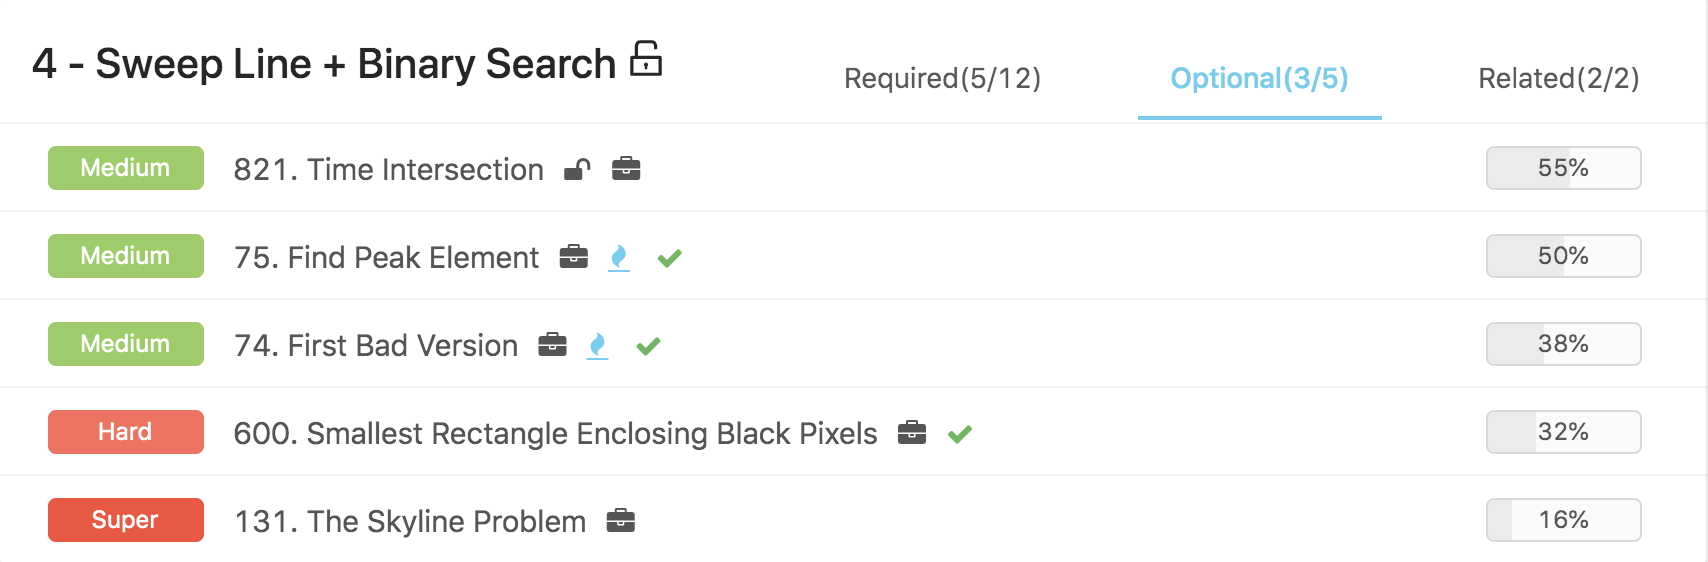 4 - Sweep Line + Binary Search
Required(5/12) Optional(3/5) Related(2/2)
Medium 821. Time Intersection 55%
Medium 75. Find Peak Element 50%
Medium 74. First Bad Version 38%
Hard 600. Smallest Rectangle Enclosing Black Pixels 32%
Super 131. The Skyline Problem 16%